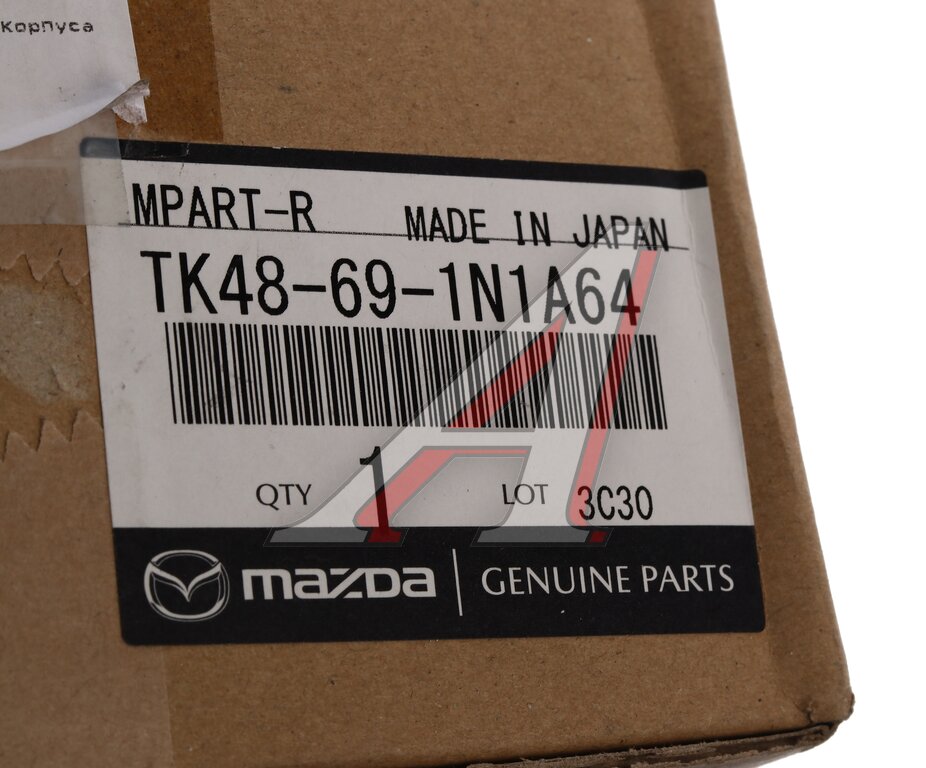 Корпуса
MPART-R MADE IN JAPAN
TK48-69-1N1A64
QTY 1 LOT 3C30
mazda GENUINE PARTS